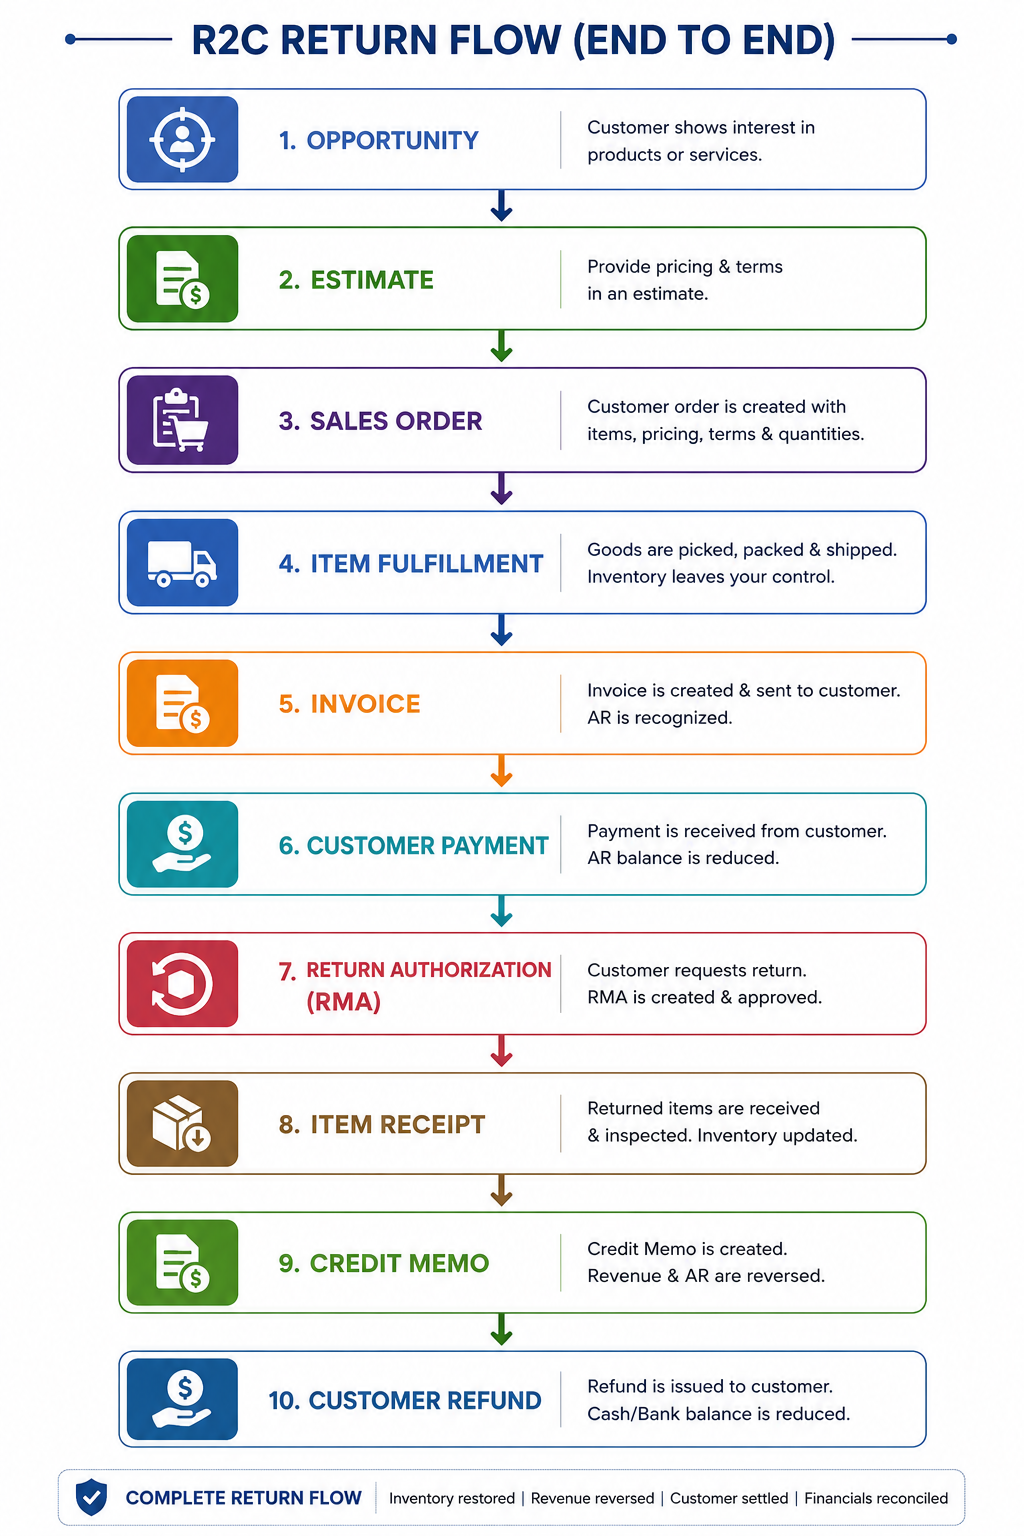 R2C RETURN FLOW (END TO END)
1. OPPORTUNITY
Customer shows interest in
products or services.
2. ESTIMATE
Provide pricing & terms
in an estimate.
3. SALES ORDER
Customer order is created with
items, pricing, terms & quantities.
4. ITEM FULFILLMENT
Goods are picked, packed & shipped.
Inventory leaves your control.
5. INVOICE
Invoice is created & sent to customer.
AR is recognized.
6. CUSTOMER PAYMENT
Payment is received from customer.
AR balance is reduced.
7. RETURN AUTHORIZATION
(RMA)
Customer requests return.
RMA is created & approved.
8. ITEM RECEIPT
Returned items are received
& inspected. Inventory updated.
9. CREDIT MEMO
Credit Memo is created.
Revenue & AR are reversed.
10. CUSTOMER REFUND
Refund is issued to customer.
Cash/Bank balance is reduced.
COMPLETE RETURN FLOW
Inventory restored | Revenue reversed | Customer settled | Financials reconciled